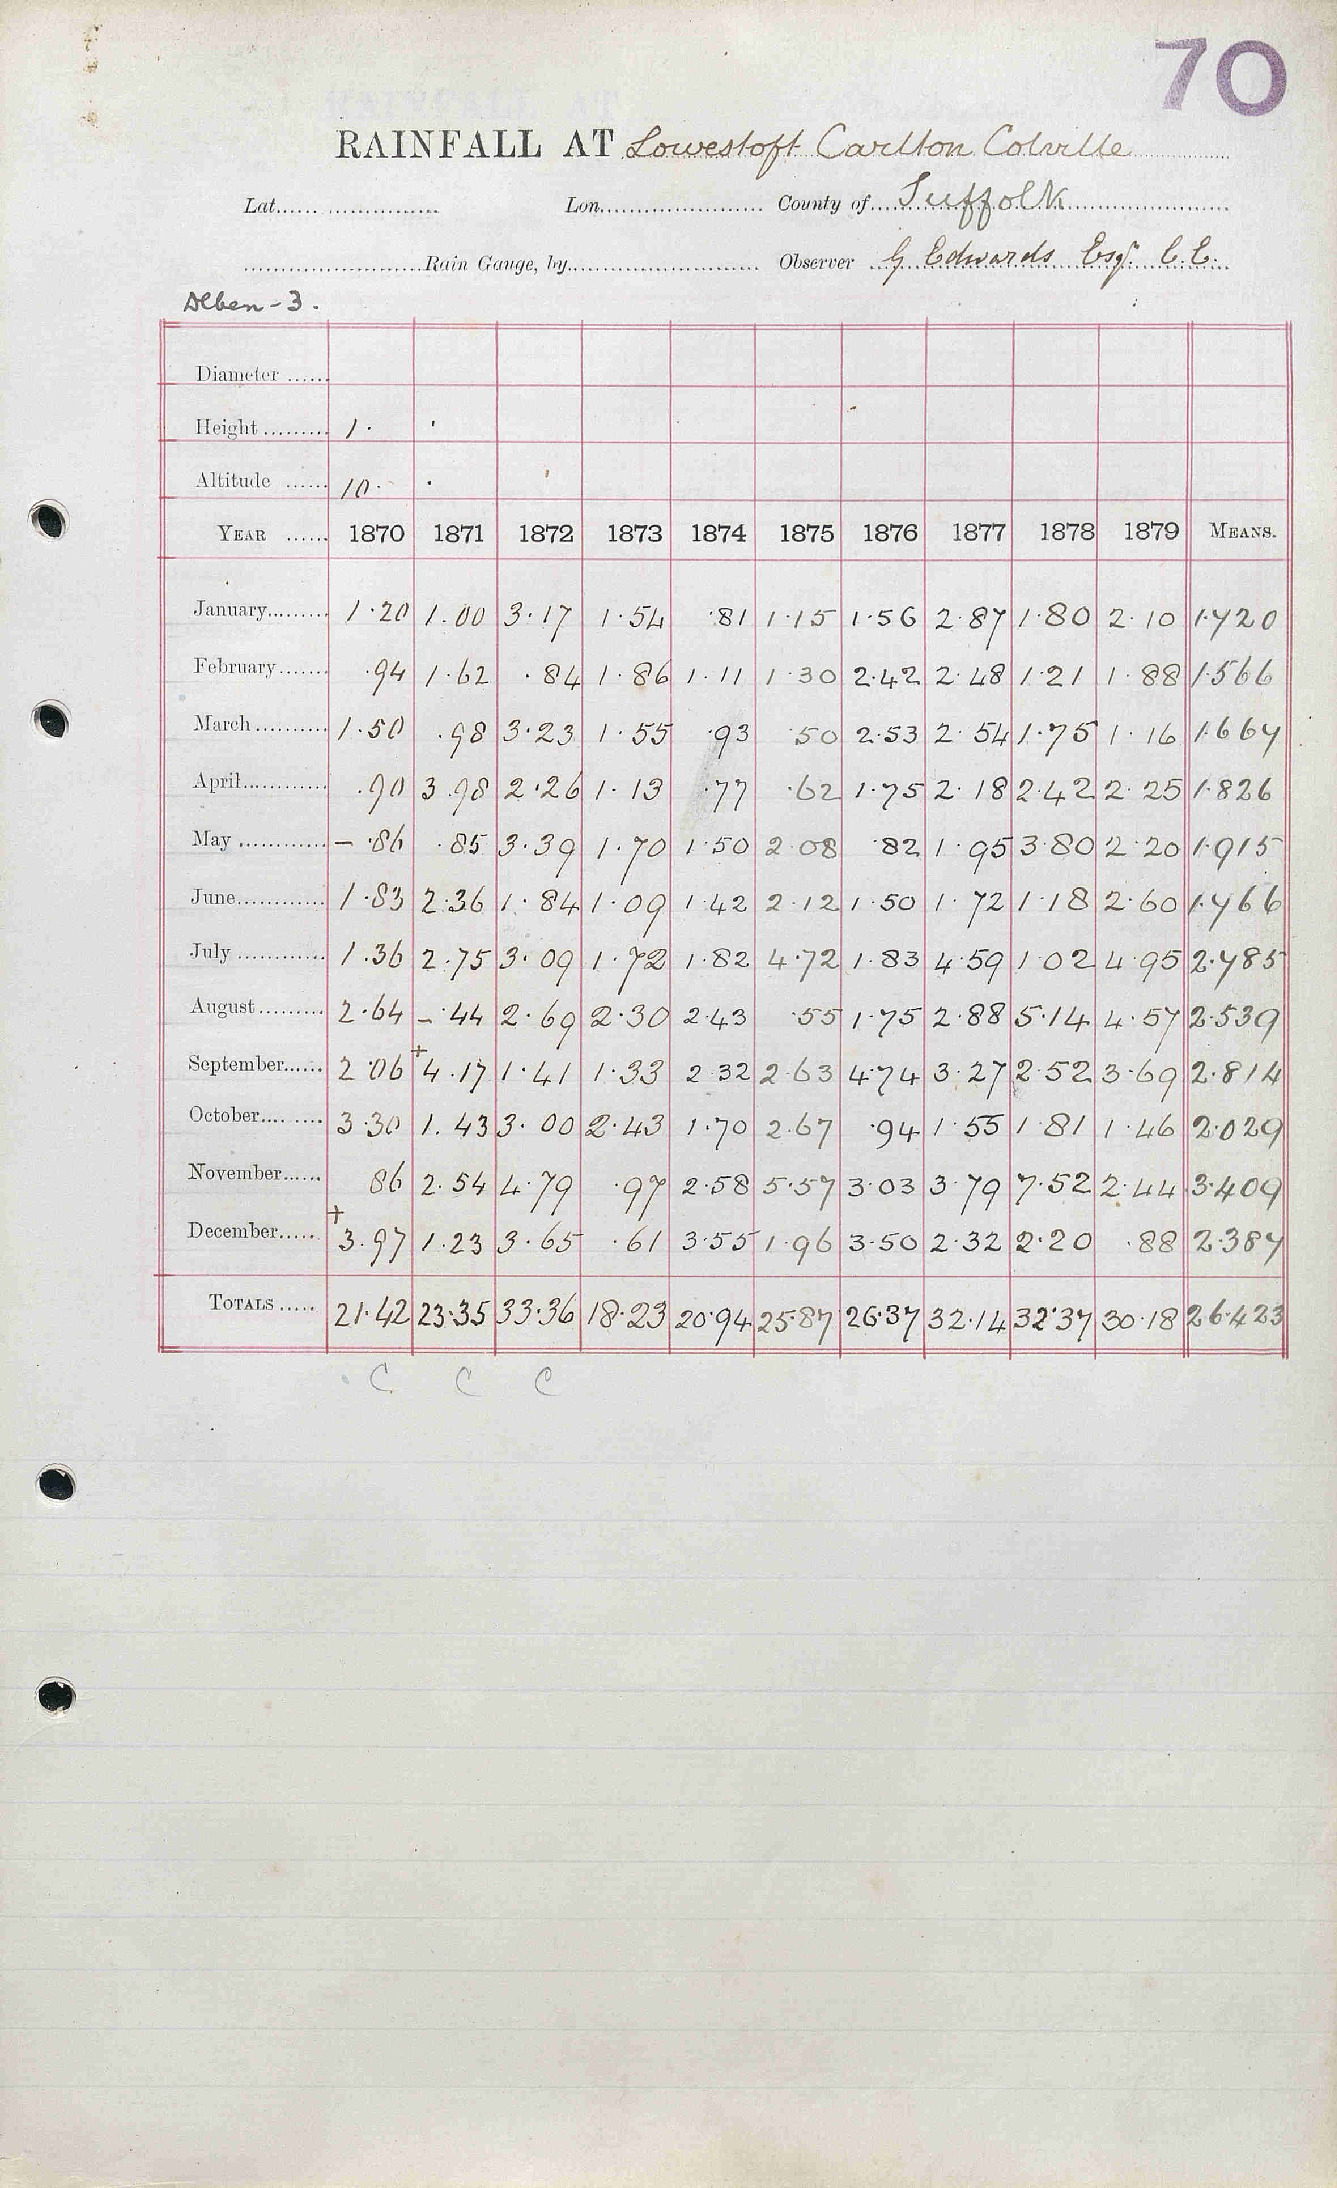 70
RAINFALL AT Lowestoft Carlton Colville
Lat. Lon. County of Suffolk
Rain Gauge, by Observer G Edwards Esqr. C.E.
Diameter
Height 1.
Altitude 10.
YEAR 1870 1871 1872 1873 1874 1875 1876 1877 1878 1879 MEANS.
January 1.20 1.00 3.17 1.54 .81 1.15 1.56 2.87 1.80 2.10 1.720
February .94 1.62 .84 1.86 1.11 1.30 2.42 2.48 1.21 1.88 1.566
March 1.50 .98 3.23 1.55 .93 .50 2.53 2.54 1.75 1.16 1.667
April .90 3.98 2.26 1.13 .77 .62 1.75 2.18 2.42 2.25 1.826
May – .86 .85 3.39 1.70 1.50 2.08 .82 1.95 3.80 2.20 1.915
June 1.83 2.36 1.84 1.09 1.42 2.12 1.50 1.72 1.18 2.60 1.766
July 1.36 2.75 3.09 1.72 1.82 4.72 1.83 4.59 1.02 4.95 2.785
August 2.64 – .44 2.69 2.30 2.43 .55 1.75 2.88 5.14 4.57 2.539
September 2.06 +4.17 1.41 1.33 2.32 2.63 4.74 3.27 2.52 3.69 2.814
October 3.30 1.43 3.00 2.43 1.70 2.67 .94 1.55 1.81 1.46 2.029
November 86 2.54 4.79 .97 2.58 5.57 3.03 3.79 7.52 2.44 3.409
December +3.97 1.23 3.65 .61 3.55 1.96 3.50 2.32 2.20 .88 2.387
TOTALS 21.42 23.35 33.36 18.23 20.94 25.87 26.37 32.14 32.37 30.18 26.423
C C C